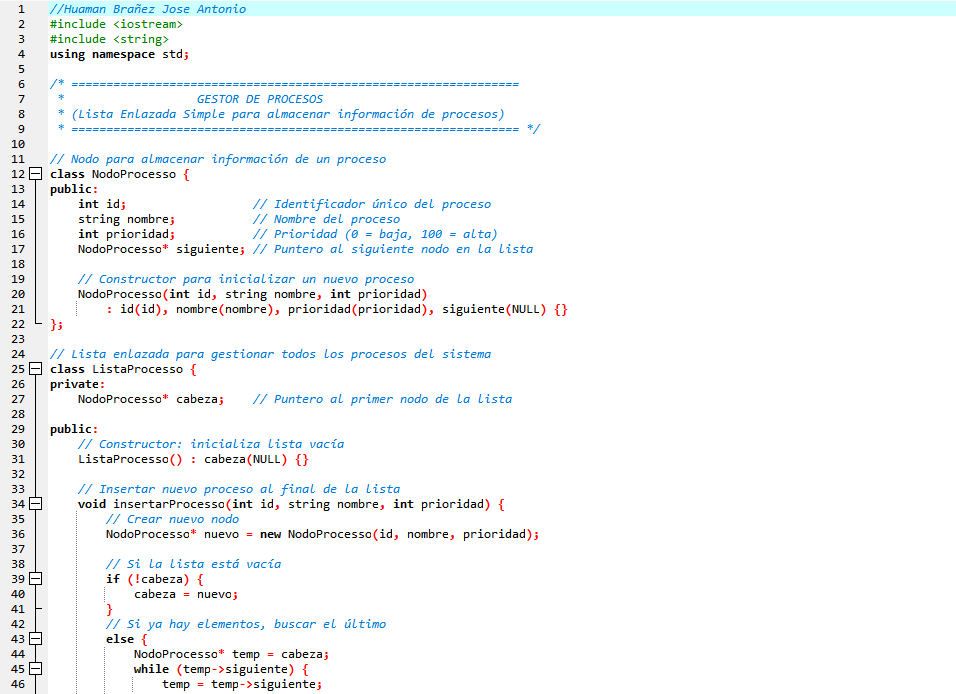 1 //Huaman Brañez Jose Antonio
2 #include <iostream>
3 #include <string>
4 using namespace std;
5
6 /* ================================================================
7  *                   GESTOR DE PROCESOS
8  * (Lista Enlazada Simple para almacenar información de procesos)
9  * ================================================================ */
10
11 // Nodo para almacenar información de un proceso
12 class NodoProcesso {
13 public:
14     int id;                  // Identificador único del proceso
15     string nombre;           // Nombre del proceso
16     int prioridad;           // Prioridad (0 = baja, 100 = alta)
17     NodoProcesso* siguiente; // Puntero al siguiente nodo en la lista
18
19     // Constructor para inicializar un nuevo proceso
20     NodoProcesso(int id, string nombre, int prioridad)
21         : id(id), nombre(nombre), prioridad(prioridad), siguiente(NULL) {}
22 };
23
24 // Lista enlazada para gestionar todos los procesos del sistema
25 class ListaProcesso {
26 private:
27     NodoProcesso* cabeza;    // Puntero al primer nodo de la lista
28
29 public:
30     // Constructor: inicializa lista vacía
31     ListaProcesso() : cabeza(NULL) {}
32
33     // Insertar nuevo proceso al final de la lista
34     void insertarProcesso(int id, string nombre, int prioridad) {
35         // Crear nuevo nodo
36         NodoProcesso* nuevo = new NodoProcesso(id, nombre, prioridad);
37
38         // Si la lista está vacía
39         if (!cabeza) {
40             cabeza = nuevo;
41         }
42         // Si ya hay elementos, buscar el último
43         else {
44             NodoProcesso* temp = cabeza;
45             while (temp->siguiente) {
46                 temp = temp->siguiente;